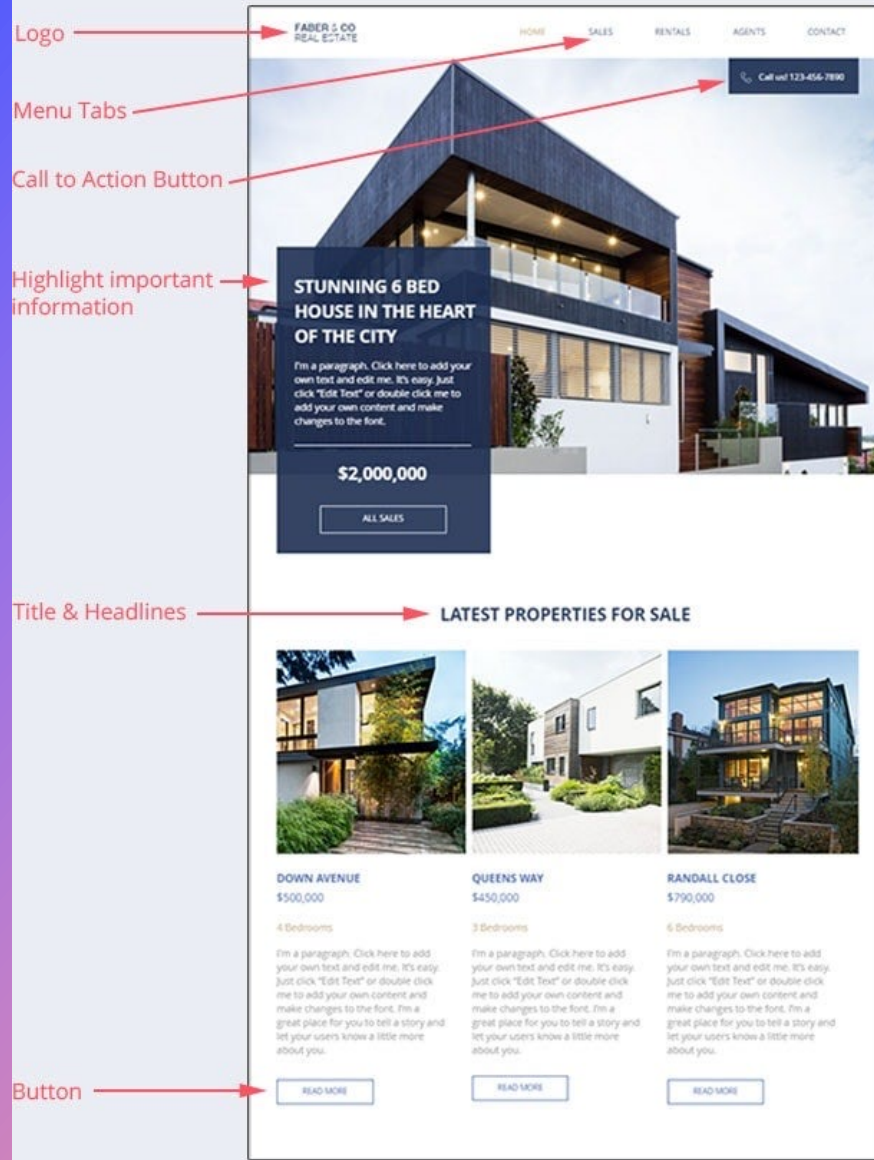 Logo
FABER & CO
REAL ESTATE
HOME
SALES
RENTALS
AGENTS
CONTACT
Menu Tabs
Call us! 123-456-7890
Call to Action Button
Highlight important
information
STUNNING 6 BED
HOUSE IN THE HEART
OF THE CITY
I'm a paragraph. Click here to add your
own text and edit me. It's easy. Just
click "Edit Text" or double click me to
add your own content and make
changes to the font.
$2,000,000
ALL SALES
Title & Headlines
LATEST PROPERTIES FOR SALE
DOWN AVENUE
$500,000
4 Bedrooms
I'm a paragraph. Click here to add
your own text and edit me. It's easy.
Just click "Edit Text" or double click
me to add your own content and
make changes to the font. I'm a
great place for you to tell a story and
let your users know a little more
about you.
READ MORE
QUEENS WAY
$450,000
3 Bedrooms
I'm a paragraph. Click here to add
your own text and edit me. It's easy.
Just click "Edit Text" or double click
me to add your own content and
make changes to the font. I'm a
great place for you to tell a story and
let your users know a little more
about you.
READ MORE
RANDALL CLOSE
$790,000
6 Bedrooms
I'm a paragraph. Click here to add
your own text and edit me. It's easy.
Just click "Edit Text" or double click
me to add your own content and
make changes to the font. I'm a
great place for you to tell a story and
let your users know a little more
about you.
READ MORE
Button